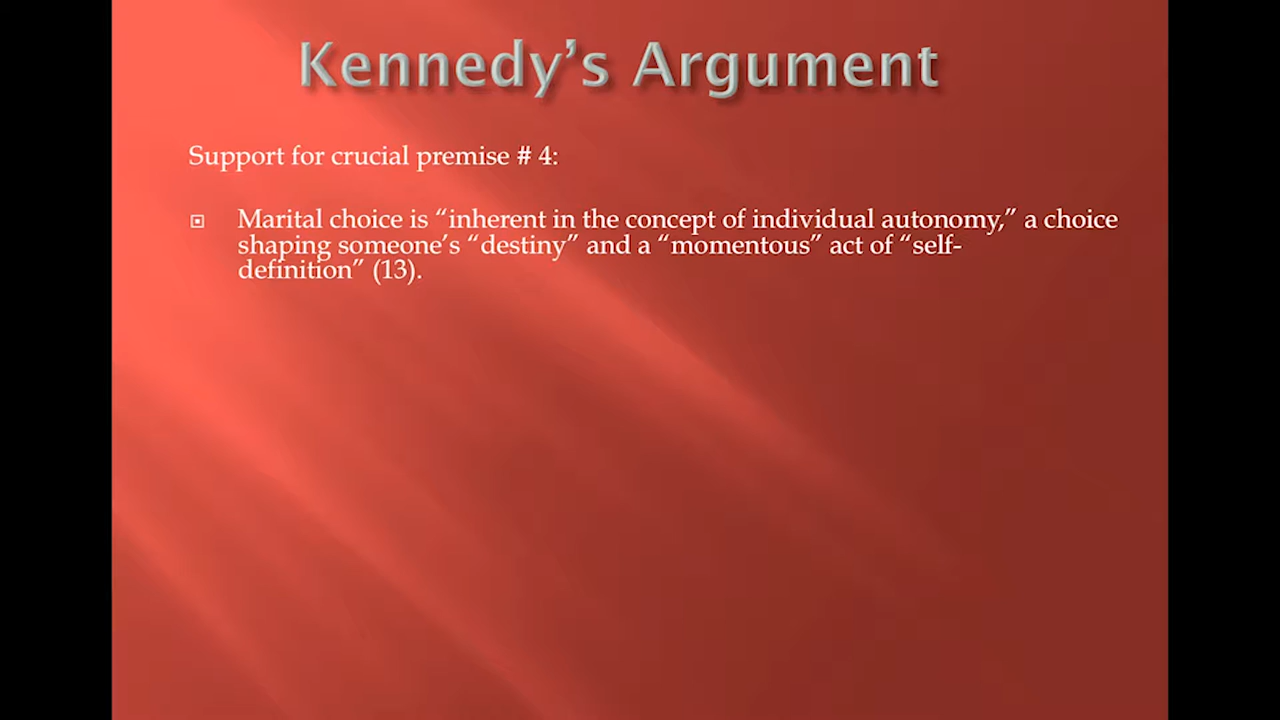 Kennedy’s Argument
Support for crucial premise # 4:
Marital choice is “inherent in the concept of individual autonomy,” a choice
shaping someone’s “destiny” and a “momentous” act of “self-
definition” (13).